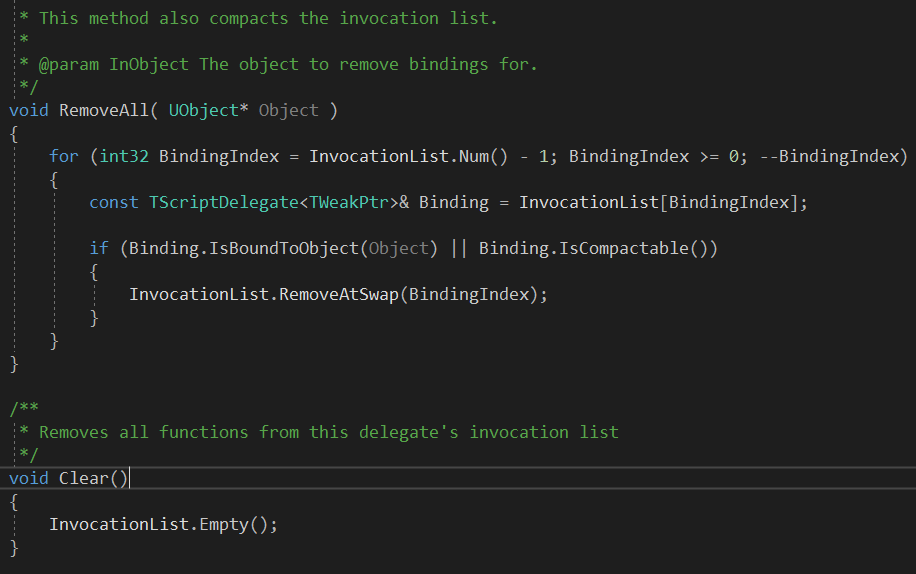 * This method also compacts the invocation list.
*
* @param InObject The object to remove bindings for.
*/
void RemoveAll( UObject* Object )
{
    for (int32 BindingIndex = InvocationList.Num() - 1; BindingIndex >= 0; --BindingIndex)
    {
        const TScriptDelegate<TWeakPtr>& Binding = InvocationList[BindingIndex];

        if (Binding.IsBoundToObject(Object) || Binding.IsCompactable())
        {
            InvocationList.RemoveAtSwap(BindingIndex);
        }
    }
}

/**
 * Removes all functions from this delegate's invocation list
 */
void Clear()
{
    InvocationList.Empty();
}